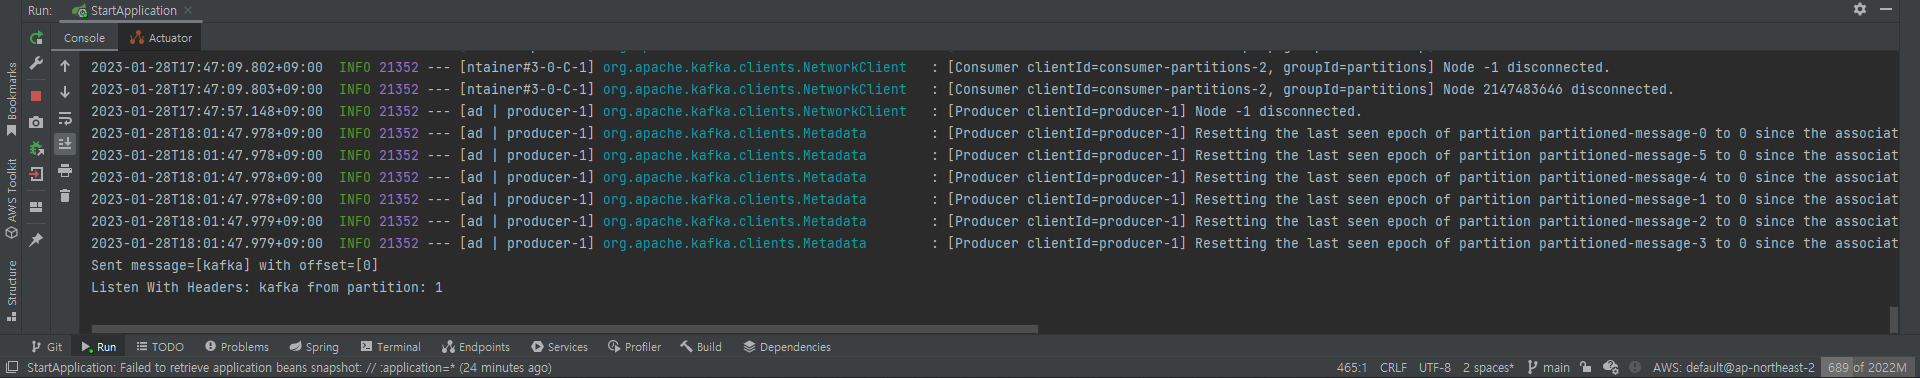 Run: StartApplication
Console Actuator
2023-01-28T17:47:09.802+09:00 INFO 21352 --- [ntainer#3-0-C-1] org.apache.kafka.clients.NetworkClient : [Consumer clientId=consumer-partitions-2, groupId=partitions] Node -1 disconnected.
2023-01-28T17:47:09.803+09:00 INFO 21352 --- [ntainer#3-0-C-1] org.apache.kafka.clients.NetworkClient : [Consumer clientId=consumer-partitions-2, groupId=partitions] Node 2147483646 disconnected.
2023-01-28T17:47:57.148+09:00 INFO 21352 --- [ad | producer-1] org.apache.kafka.clients.NetworkClient : [Producer clientId=producer-1] Node -1 disconnected.
2023-01-28T18:01:47.978+09:00 INFO 21352 --- [ad | producer-1] org.apache.kafka.clients.Metadata : [Producer clientId=producer-1] Resetting the last seen epoch of partition partitioned-message-0 to 0 since the associat
2023-01-28T18:01:47.978+09:00 INFO 21352 --- [ad | producer-1] org.apache.kafka.clients.Metadata : [Producer clientId=producer-1] Resetting the last seen epoch of partition partitioned-message-5 to 0 since the associat
2023-01-28T18:01:47.978+09:00 INFO 21352 --- [ad | producer-1] org.apache.kafka.clients.Metadata : [Producer clientId=producer-1] Resetting the last seen epoch of partition partitioned-message-4 to 0 since the associat
2023-01-28T18:01:47.978+09:00 INFO 21352 --- [ad | producer-1] org.apache.kafka.clients.Metadata : [Producer clientId=producer-1] Resetting the last seen epoch of partition partitioned-message-1 to 0 since the associat
2023-01-28T18:01:47.979+09:00 INFO 21352 --- [ad | producer-1] org.apache.kafka.clients.Metadata : [Producer clientId=producer-1] Resetting the last seen epoch of partition partitioned-message-2 to 0 since the associat
2023-01-28T18:01:47.979+09:00 INFO 21352 --- [ad | producer-1] org.apache.kafka.clients.Metadata : [Producer clientId=producer-1] Resetting the last seen epoch of partition partitioned-message-3 to 0 since the associat
Sent message=[kafka] with offset=[0]
Listen With Headers: kafka from partition: 1
Bookmarks
AWS Toolkit
Structure
Git Run TODO Problems Spring Terminal Endpoints Services Profiler Build Dependencies
StartApplication: Failed to retrieve application beans snapshot: // :application=* (24 minutes ago) 465:1 CRLF UTF-8 2 spaces* main AWS: default@ap-northeast-2 689 of 2022M